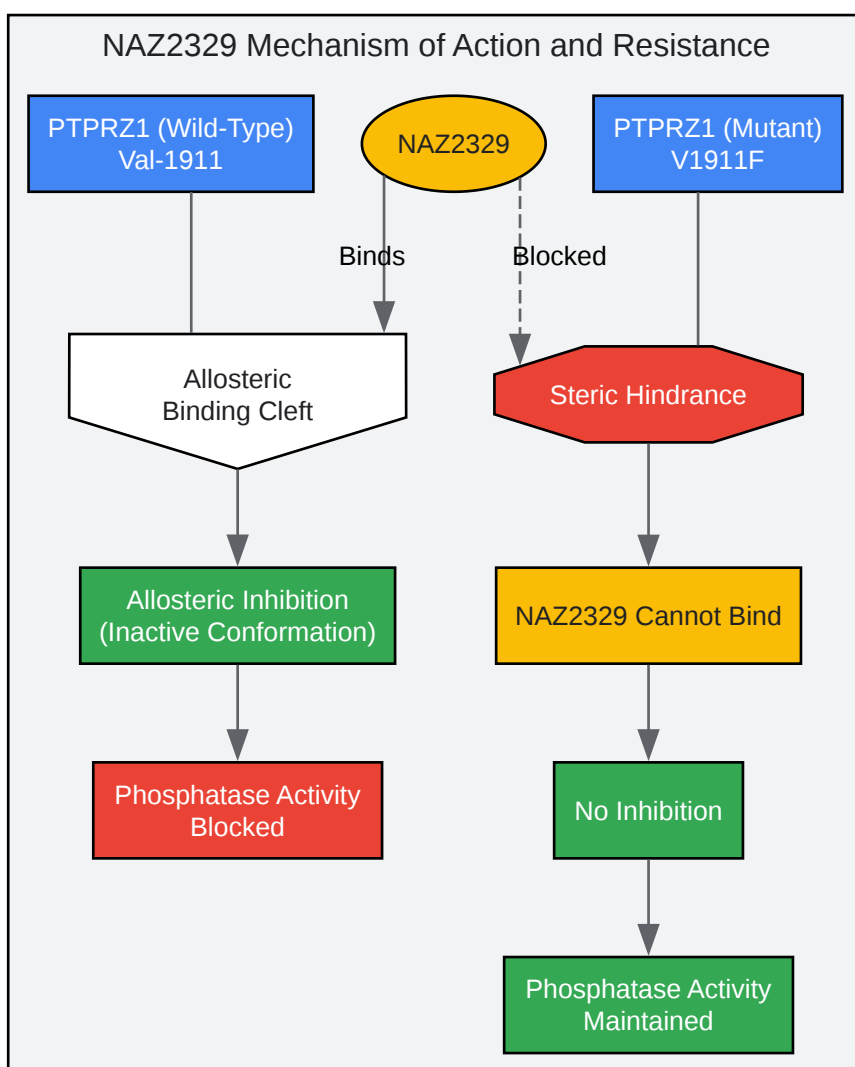 NAZ2329 Mechanism of Action and Resistance
PTPRZ1 (Wild-Type)
Val-1911
NAZ2329
PTPRZ1 (Mutant)
V1911F
Binds
Blocked
Allosteric
Binding Cleft
Steric Hindrance
Allosteric Inhibition
(Inactive Conformation)
NAZ2329 Cannot Bind
Phosphatase Activity
Blocked
No Inhibition
Phosphatase Activity
Maintained